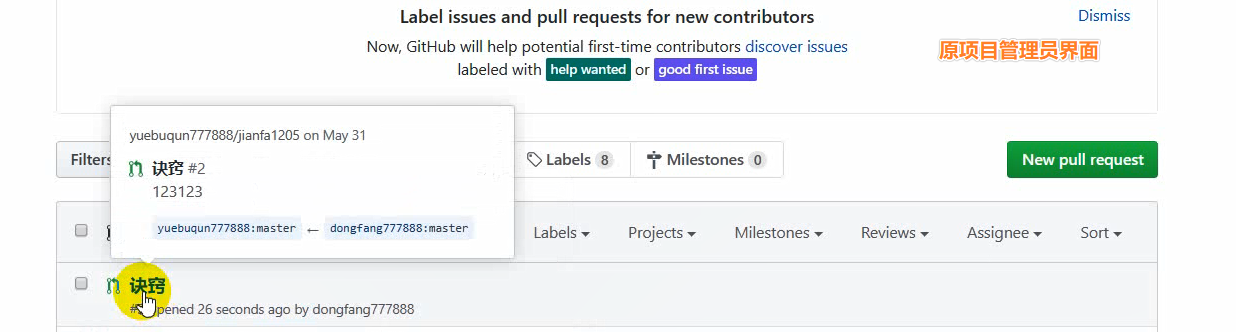 Label issues and pull requests for new contributors
Dismiss
Now, GitHub will help potential first-time contributors discover issues
labeled with help wanted or good first issue
原项目管理员界面
yuebuqun777888/jianfa1205 on May 31
诀窍 #2
123123
yuebuqun777888:master ← dongfang777888:master
Filters
Labels 8
Milestones 0
New pull request
Labels
Projects
Milestones
Reviews
Assignee
Sort
诀窍
opened 26 seconds ago by dongfang777888